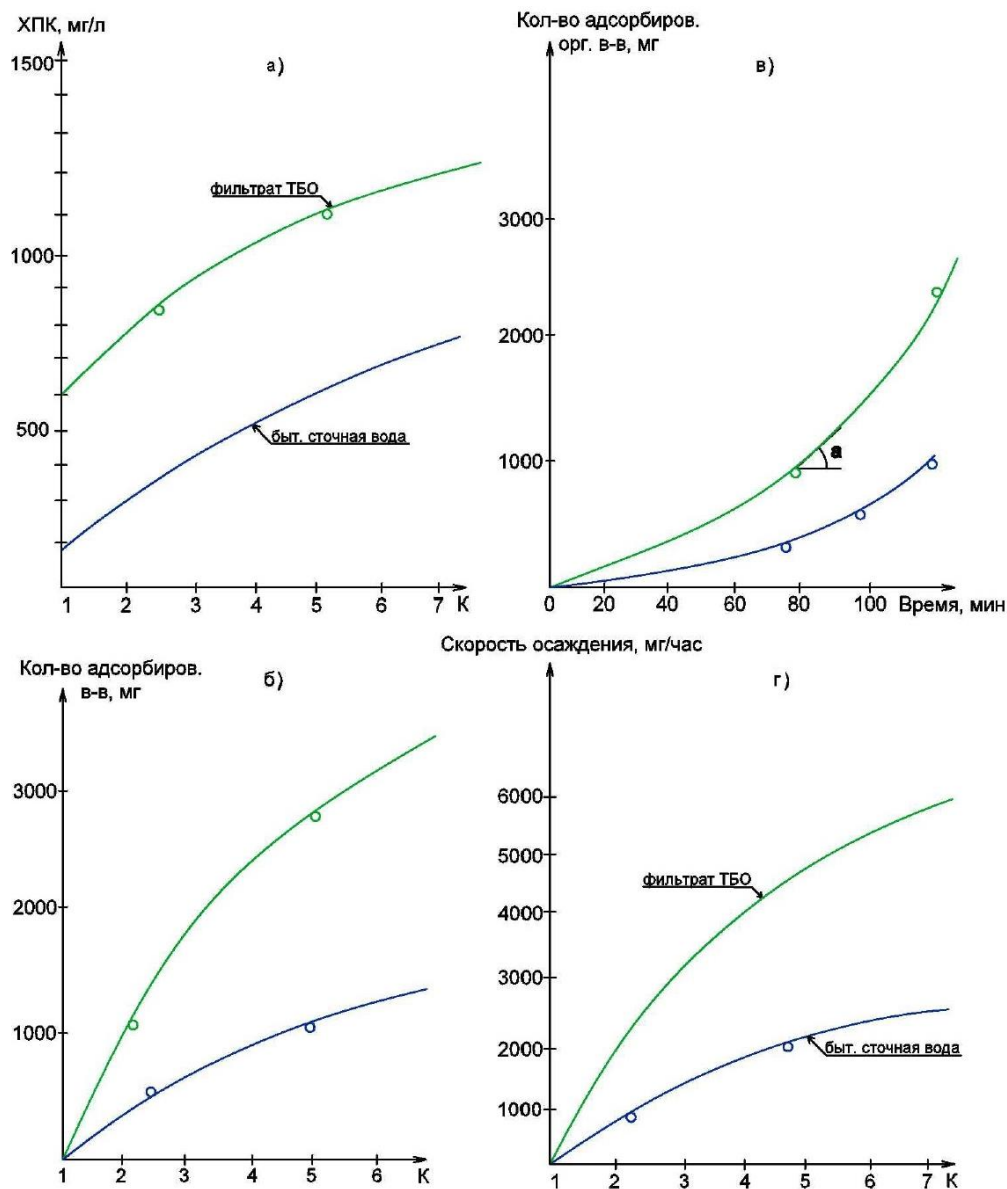 ХПК, мг/л
а)
1500
1000
500
фильтрат ТБО
быт. сточная вода
1 2 3 4 5 6 7 К
Кол-во адсорбиров.
орг. в-в, мг
в)
3000
2000
1000
а
0 20 40 60 80 100 Время, мин
Кол-во адсорбиров.
в-в, мг
б)
3000
2000
1000
1 2 3 4 5 6 К
Скорость осаждения, мг/час
г)
6000
5000
4000
3000
2000
1000
фильтрат ТБО
быт. сточная вода
1 2 3 4 5 6 7 К